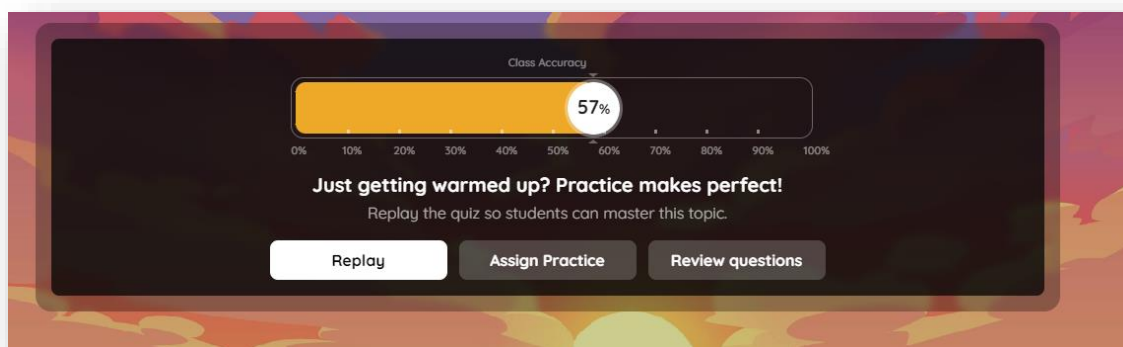 Class Accuracy
57%
0% 10% 20% 30% 40% 50% 60% 70% 80% 90% 100%
Just getting warmed up? Practice makes perfect!
Replay the quiz so students can master this topic.
Replay Assign Practice Review questions